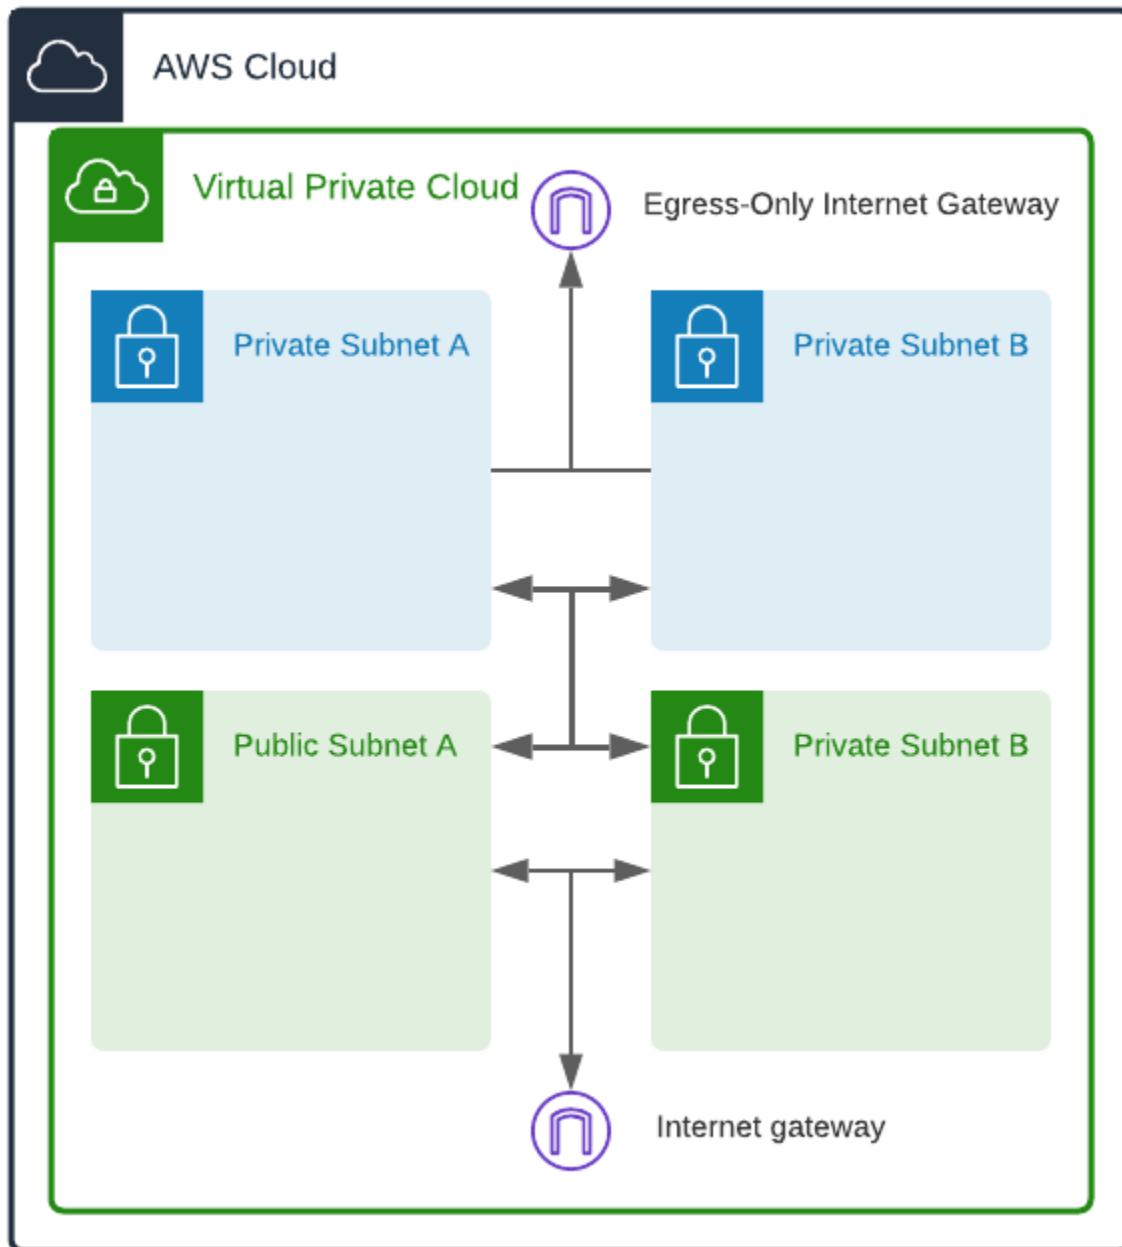 AWS Cloud
Virtual Private Cloud
Egress-Only Internet Gateway
Private Subnet A
Private Subnet B
Public Subnet A
Private Subnet B
Internet gateway